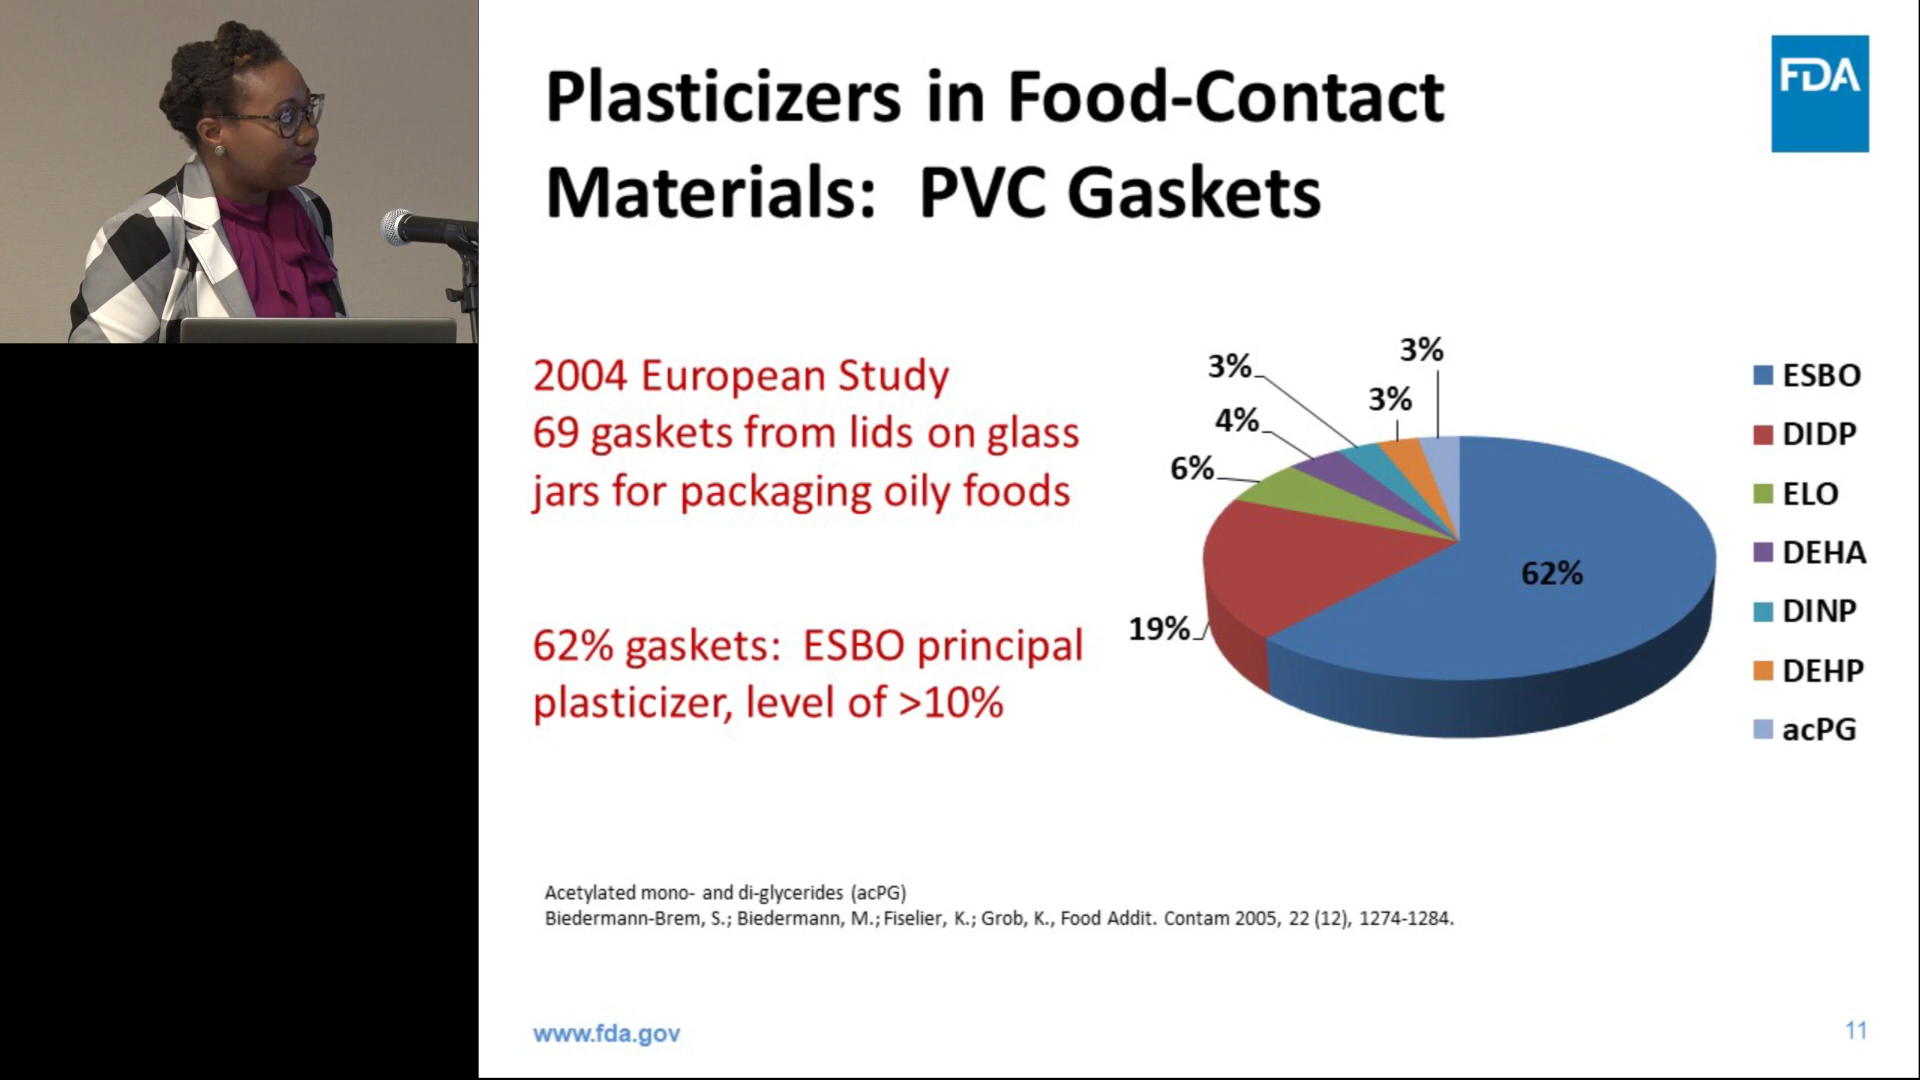 Plasticizers in Food-Contact
Materials:  PVC Gaskets
FDA
2004 European Study
69 gaskets from lids on glass
jars for packaging oily foods
62% gaskets:  ESBO principal
plasticizer, level of >10%
3%
3%
3%
4%
6%
19%
62%
ESBO
DIDP
ELO
DEHA
DINP
DEHP
acPG
Acetylated mono- and di-glycerides (acPG)
Biedermann-Brem, S.; Biedermann, M.; Fiselier, K.; Grob, K., Food Addit. Contam 2005, 22 (12), 1274-1284.
www.fda.gov
11